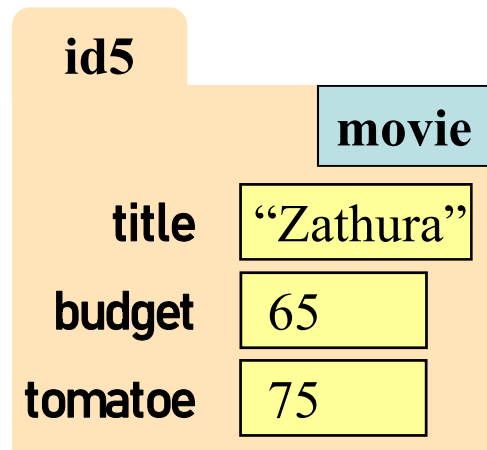 id5
movie
title “Zathura”
budget 65
tomatoe 75